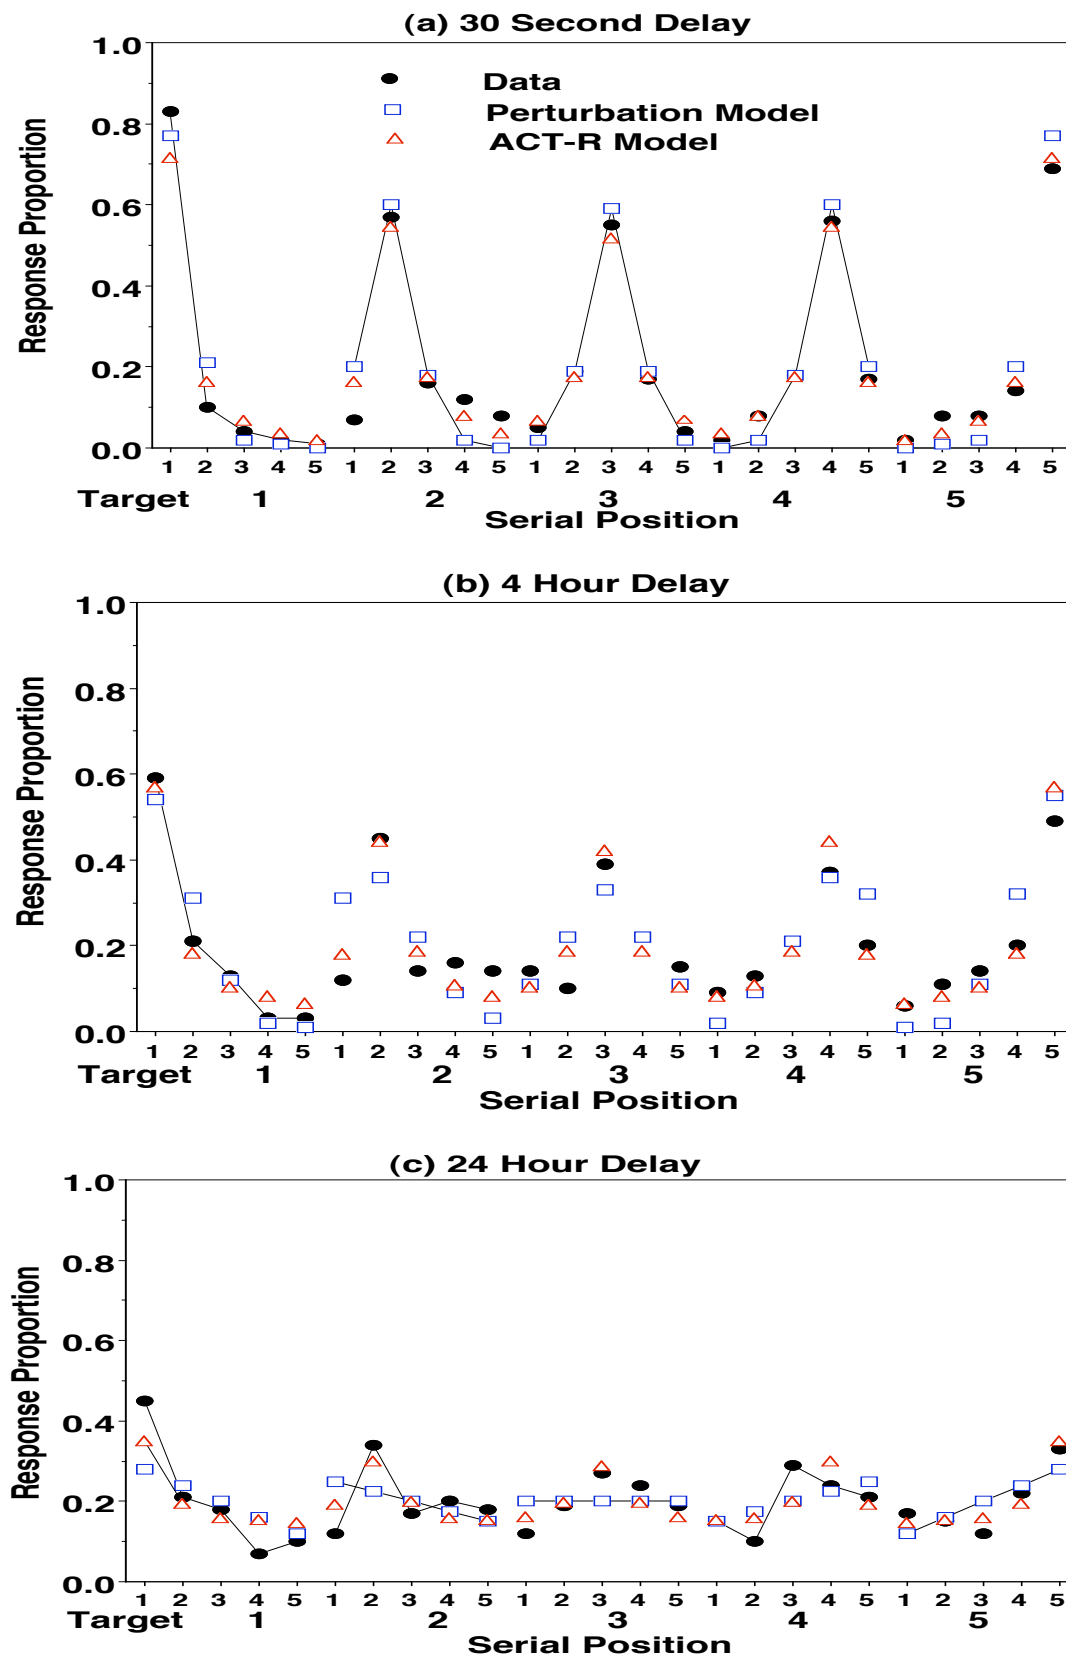 (a) 30 Second Delay
1.0
Data
Perturbation Model
ACT-R Model
0.8
0.6
0.4
0.2
0.0
Response Proportion
1 2 3 4 5 1 2 3 4 5 1 2 3 4 5 1 2 3 4 5 1 2 3 4 5
Target 1 2 3 4 5
Serial Position
(b) 4 Hour Delay
1.0
0.8
0.6
0.4
0.2
0.0
Response Proportion
1 2 3 4 5 1 2 3 4 5 1 2 3 4 5 1 2 3 4 5 1 2 3 4 5
Target 1 2 3 4 5
Serial Position
(c) 24 Hour Delay
1.0
0.8
0.6
0.4
0.2
0.0
Response Proportion
1 2 3 4 5 1 2 3 4 5 1 2 3 4 5 1 2 3 4 5 1 2 3 4 5
Target 1 2 3 4 5
Serial Position